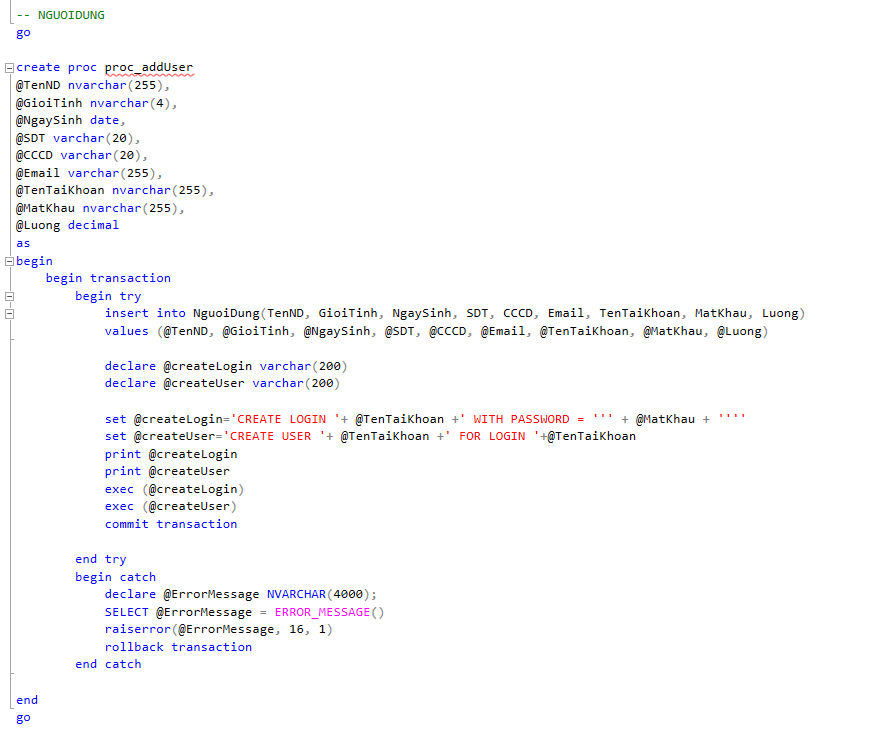 -- NGUOIDUNG
go
create proc proc_addUser
@TenND nvarchar(255),
@GioiTinh nvarchar(4),
@NgaySinh date,
@SDT varchar(20),
@CCCD varchar(20),
@Email varchar(255),
@TenTaiKhoan nvarchar(255),
@MatKhau nvarchar(255),
@Luong decimal
as
begin
begin transaction
begin try
insert into NguoiDung(TenND, GioiTinh, NgaySinh, SDT, CCCD, Email, TenTaiKhoan, MatKhau, Luong)
values (@TenND, @GioiTinh, @NgaySinh, @SDT, @CCCD, @Email, @TenTaiKhoan, @MatKhau, @Luong)
declare @createLogin varchar(200)
declare @createUser varchar(200)
set @createLogin='CREATE LOGIN '+ @TenTaiKhoan +' WITH PASSWORD = ''' + @MatKhau + ''''
set @createUser='CREATE USER '+ @TenTaiKhoan +' FOR LOGIN '+@TenTaiKhoan
print @createLogin
print @createUser
exec (@createLogin)
exec (@createUser)
commit transaction
end try
begin catch
declare @ErrorMessage NVARCHAR(4000);
SELECT @ErrorMessage = ERROR_MESSAGE()
raiserror(@ErrorMessage, 16, 1)
rollback transaction
end catch
end
go